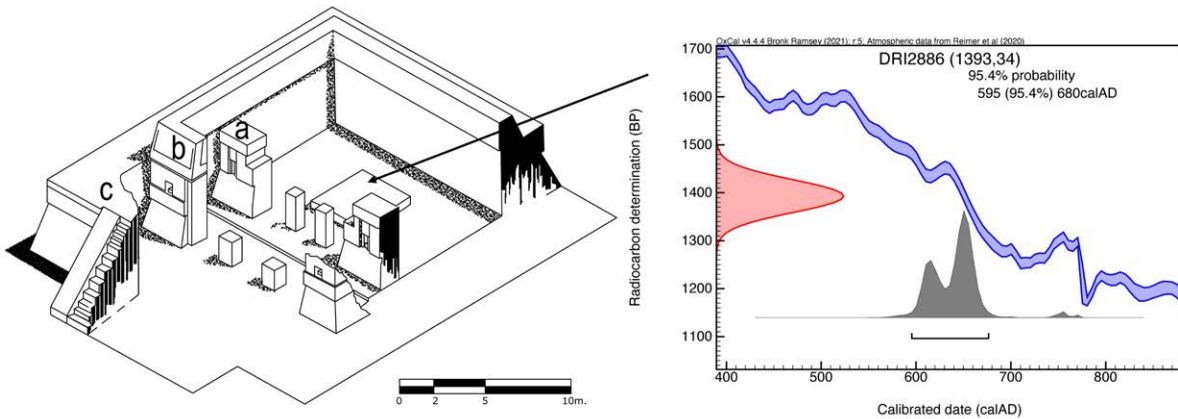 a
b
c
0 2 5 10m.
OxCal v4.4.4 Bronk Ramsey (2021); r:5; Atmospheric data from Reimer et al (2020)
DRI2886 (1393,34)
95.4% probability
595 (95.4%) 680calAD
Radiocarbon determination (BP)
1700
1600
1500
1400
1300
1200
1100
400 500 600 700 800
Calibrated date (calAD)